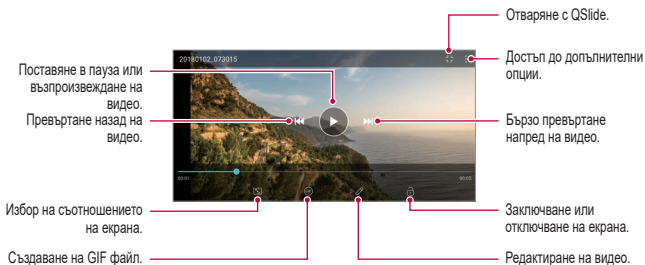 Отваряне с QSlide.
20180102_073015
Поставяне в пауза или
възпроизвеждане на
видео.
Достъп до допълнителни
опции.
Превъртане назад на
видео.
Бързо превъртане
напред на видео.
00:01
00:03
GIF
Избор на съотношението
на екрана.
Заключване или
отключване на екрана.
Създаване на GIF файл.
Редактиране на видео.